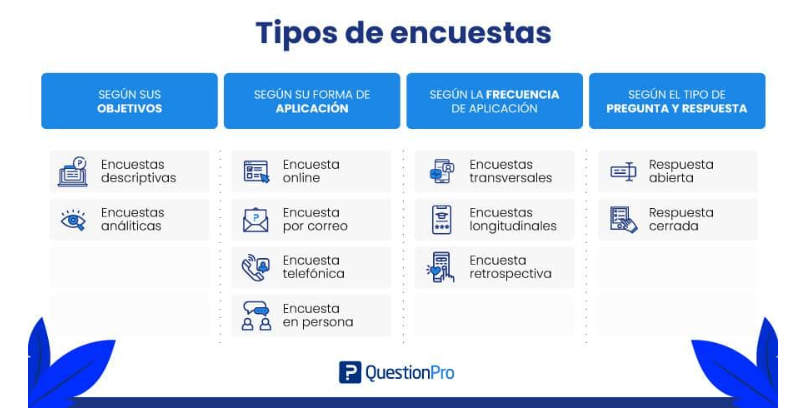 Tipos de encuestas
SEGÚN SUS
OBJETIVOS
SEGÚN SU FORMA DE
APLICACIÓN
SEGÚN LA FRECUENCIA
DE APLICACIÓN
SEGÚN EL TIPO DE
PREGUNTA Y RESPUESTA
Encuestas
descriptivas
Encuestas
análiticas
Encuesta
online
Encuesta
por correo
Encuesta
telefónica
Encuesta
en persona
Encuestas
transversales
Encuestas
longitudinales
Encuesta
retrospectiva
Respuesta
abierta
Respuesta
cerrada
QuestionPro